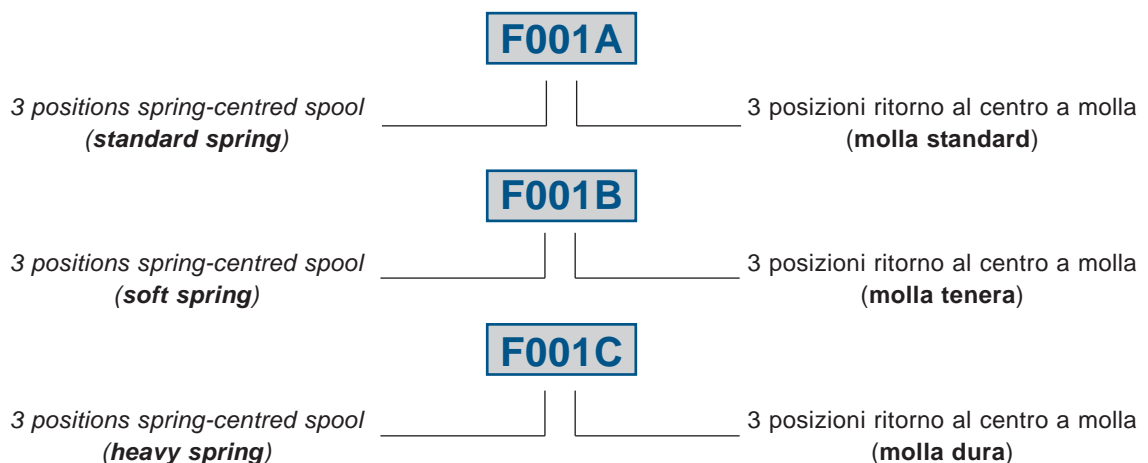 F001A
3 positions spring-centred spool
(standard spring)
3 posizioni ritorno al centro a molla
(molla standard)
F001B
3 positions spring-centred spool
(soft spring)
3 posizioni ritorno al centro a molla
(molla tenera)
F001C
3 positions spring-centred spool
(heavy spring)
3 posizioni ritorno al centro a molla
(molla dura)